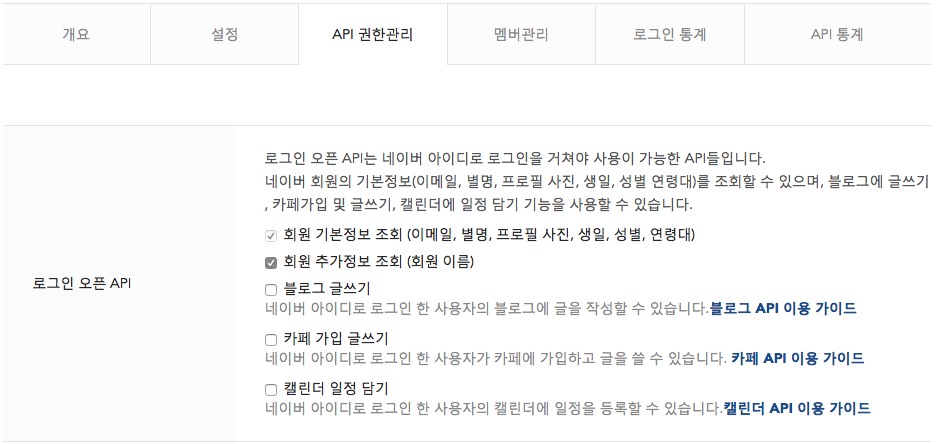 개요 설정 API 권한관리 멤버관리 로그인 통계 API 통계
로그인 오픈 API는 네이버 아이디로 로그인을 거쳐야 사용이 가능한 API들입니다.
네이버 회원의 기본정보(이메일, 별명, 프로필 사진, 생일, 성별 연령대)를 조회할 수 있으며, 블로그에 글쓰기
, 카페가입 및 글쓰기, 캘린더에 일정 담기 기능을 사용할 수 있습니다.
회원 기본정보 조회 (이메일, 별명, 프로필 사진, 생일, 성별, 연령대)
회원 추가정보 조회 (회원 이름)
로그인 오픈 API
블로그 글쓰기
네이버 아이디로 로그인 한 사용자의 블로그에 글을 작성할 수 있습니다.블로그 API 이용 가이드
카페 가입 글쓰기
네이버 아이디로 로그인 한 사용자가 카페에 가입하고 글을 쓸 수 있습니다. 카페 API 이용 가이드
캘린더 일정 담기
네이버 아이디로 로그인 한 사용자의 캘린더에 일정을 등록할 수 있습니다.캘린더 API 이용 가이드